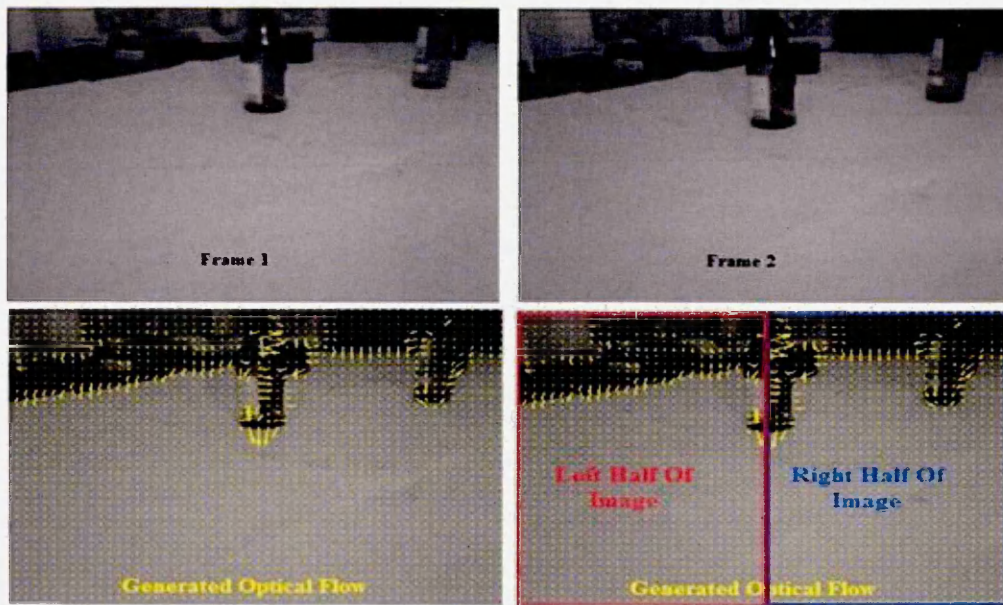 Frame 1
Frame 2
Generated Optical Flow
Left Half Of
Image
Right Half Of
Image
Generated Optical Flow